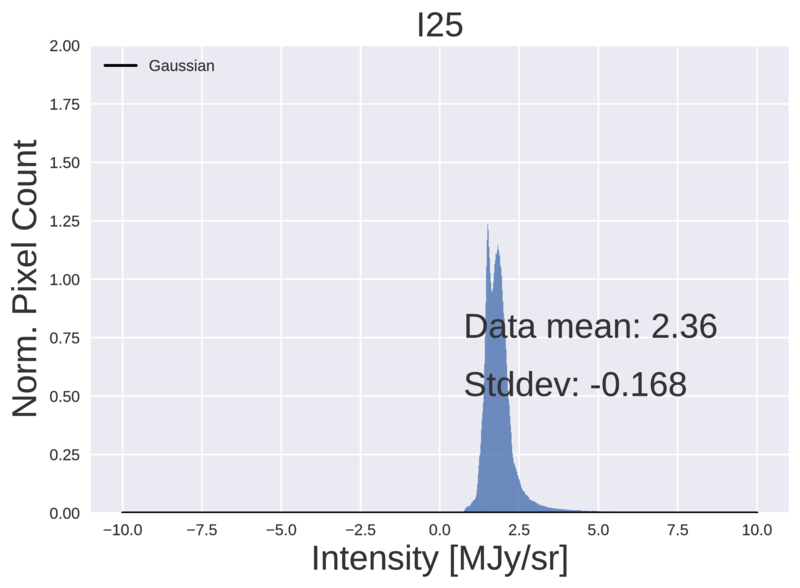 I25
Gaussian
2.00
1.75
1.50
1.25
1.00
0.75
0.50
0.25
0.00
Norm. Pixel Count
Data mean: 2.36
Stddev: -0.168
−10.0 −7.5 −5.0 −2.5 0.0 2.5 5.0 7.5 10.0
Intensity [MJy/sr]